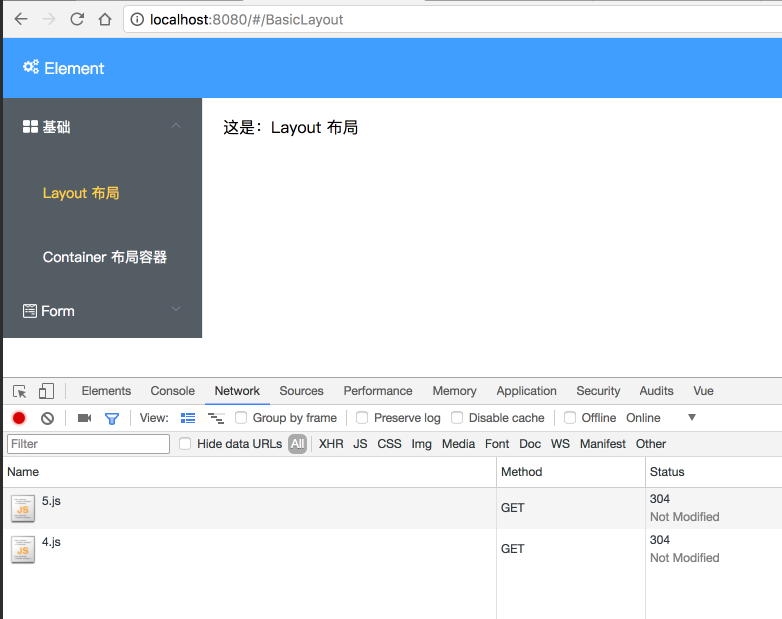 localhost:8080/#/BasicLayout
Element
基础
这是：Layout 布局
Layout 布局
Container 布局容器
Form
Elements Console Network Sources Performance Memory Application Security Audits Vue
View: Group by frame Preserve log Disable cache Offline Online
Filter Hide data URLs All XHR JS CSS Img Media Font Doc WS Manifest Other
Name Method Status
5.js GET 304
JS Not Modified
4.js GET 304
JS Not Modified